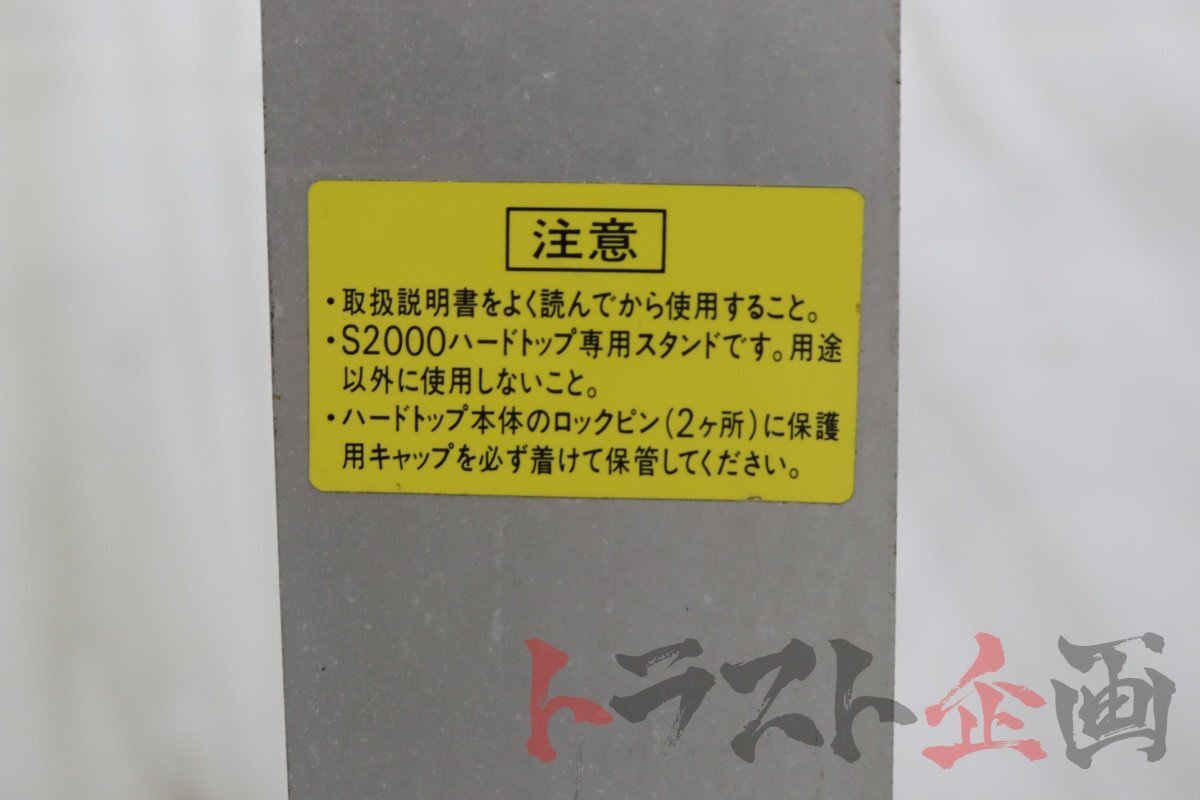 注意
・取扱説明書をよく読んでから使用すること。
・S2000ハードトップ専用スタンドです。用途
以外に使用しないこと。
・ハードトップ本体のロックピン(2ヶ所)に保護
用キャップを必ず着けて保管してください。
トラスト企画